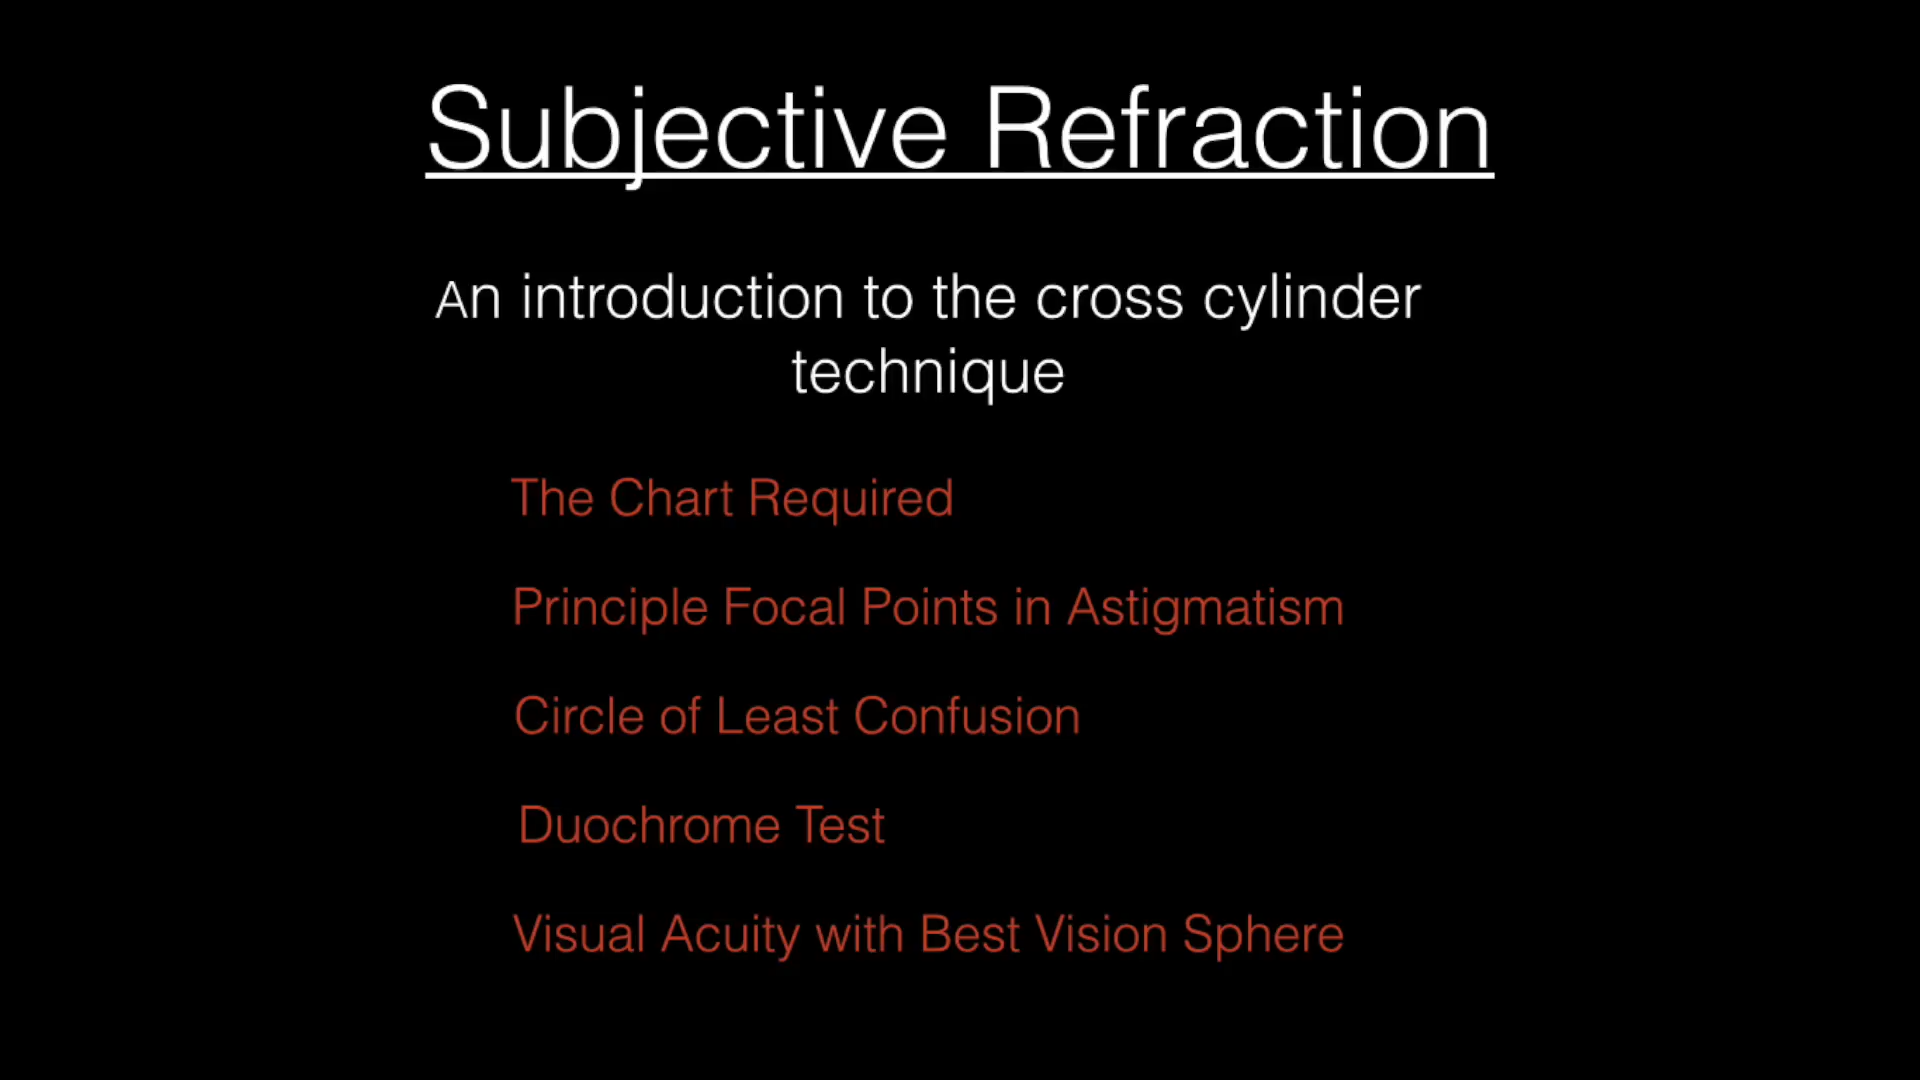 Subjective Refraction
An introduction to the cross cylinder
technique
The Chart Required
Principle Focal Points in Astigmatism
Circle of Least Confusion
Duochrome Test
Visual Acuity with Best Vision Sphere